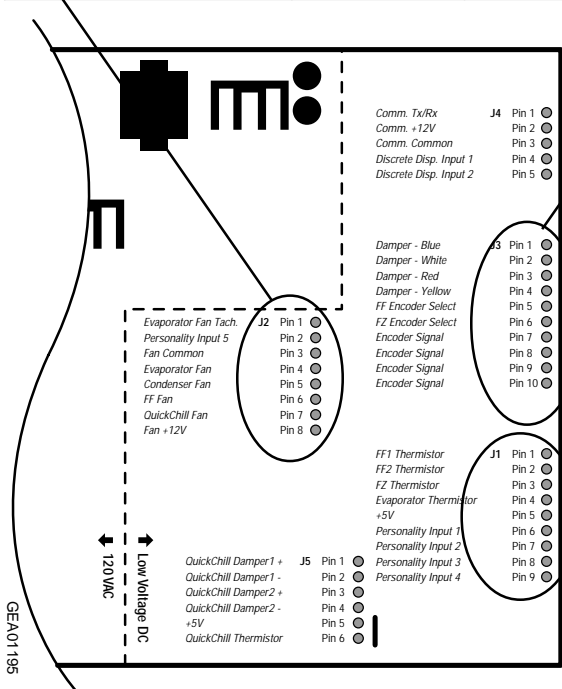 Comm. Tx/Rx J4 Pin 1
Comm. +12V Pin 2
Comm. Common Pin 3
Discrete Disp. Input 1 Pin 4
Discrete Disp. Input 2 Pin 5
Damper - Blue J3 Pin 1
Damper - White Pin 2
Damper - Red Pin 3
Damper - Yellow Pin 4
FF Encoder Select Pin 5
FZ Encoder Select Pin 6
Encoder Signal Pin 7
Encoder Signal Pin 8
Encoder Signal Pin 9
Encoder Signal Pin 10
Evaporator Fan Tach. J2 Pin 1
Personality Input 5 Pin 2
Fan Common Pin 3
Evaporator Fan Pin 4
Condenser Fan Pin 5
FF Fan Pin 6
QuickChill Fan Pin 7
Fan +12V Pin 8
FF1 Thermistor J1 Pin 1
FF2 Thermistor Pin 2
FZ Thermistor Pin 3
Evaporator Thermistor Pin 4
+5V Pin 5
Personality Input 1 Pin 6
Personality Input 2 Pin 7
Personality Input 3 Pin 8
Personality Input 4 Pin 9
QuickChill Damper1 + J5 Pin 1
QuickChill Damper1 - Pin 2
QuickChill Damper2 + Pin 3
QuickChill Damper2 - Pin 4
+5V Pin 5
QuickChill Thermistor Pin 6
120 VAC
Low Voltage DC
GEA01195